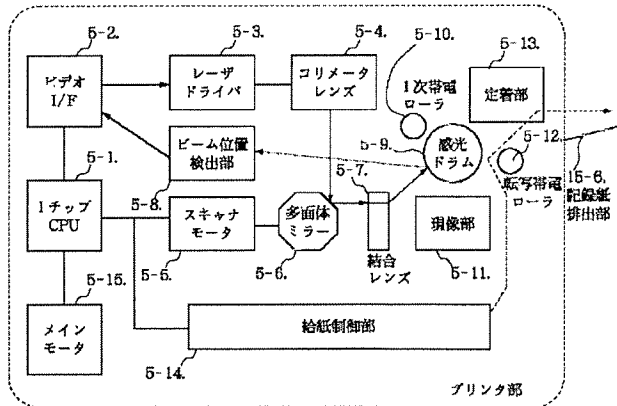 5-2.
ビデオ
I/F
5-3.
レーザ
ドライバ
5-4.
コリメータ
レンズ
5-10.
1次帯電
ローラ
5-13.
定着部
5-9.
感光
ドラム
5-12.
転写帯電
ローラ
15-6.
記録紙
排出部
5-1.
1チップ
CPU
ビーム位置
検出部
5-8.
5-7.
スキャナ
モータ
5-5.
多面体
ミラー
5-6.
結合
レンズ
現像部
5-11.
5-15.
メイン
モータ
給紙制御部
5-14.
プリンタ部